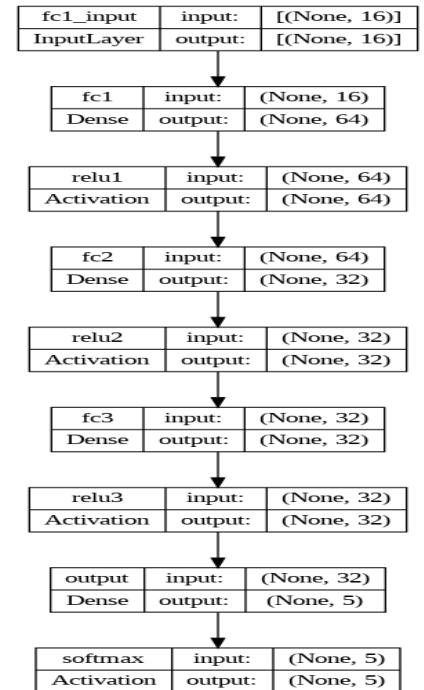 fc1_input input: [(None, 16)]
InputLayer output: [(None, 16)]
fc1 input: (None, 16)
Dense output: (None, 64)
relu1 input: (None, 64)
Activation output: (None, 64)
fc2 input: (None, 64)
Dense output: (None, 32)
relu2 input: (None, 32)
Activation output: (None, 32)
fc3 input: (None, 32)
Dense output: (None, 32)
relu3 input: (None, 32)
Activation output: (None, 32)
output input: (None, 32)
Dense output: (None, 5)
softmax input: (None, 5)
Activation output: (None, 5)